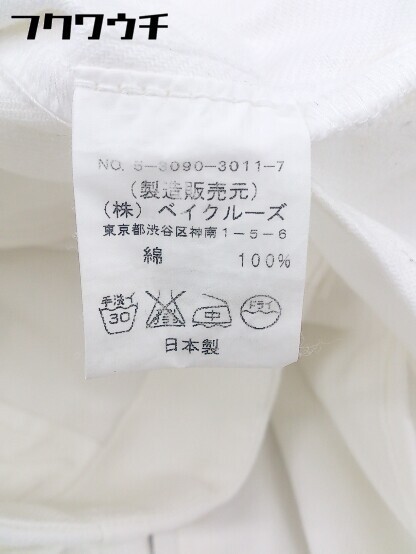 フクワウチ
NO. 5-3090-3011-7
(製造販売元)
(株) ベイクルーズ
東京都渋谷区神南1-5-6
綿 100%
手洗イ 30 中 ドライ
日本製